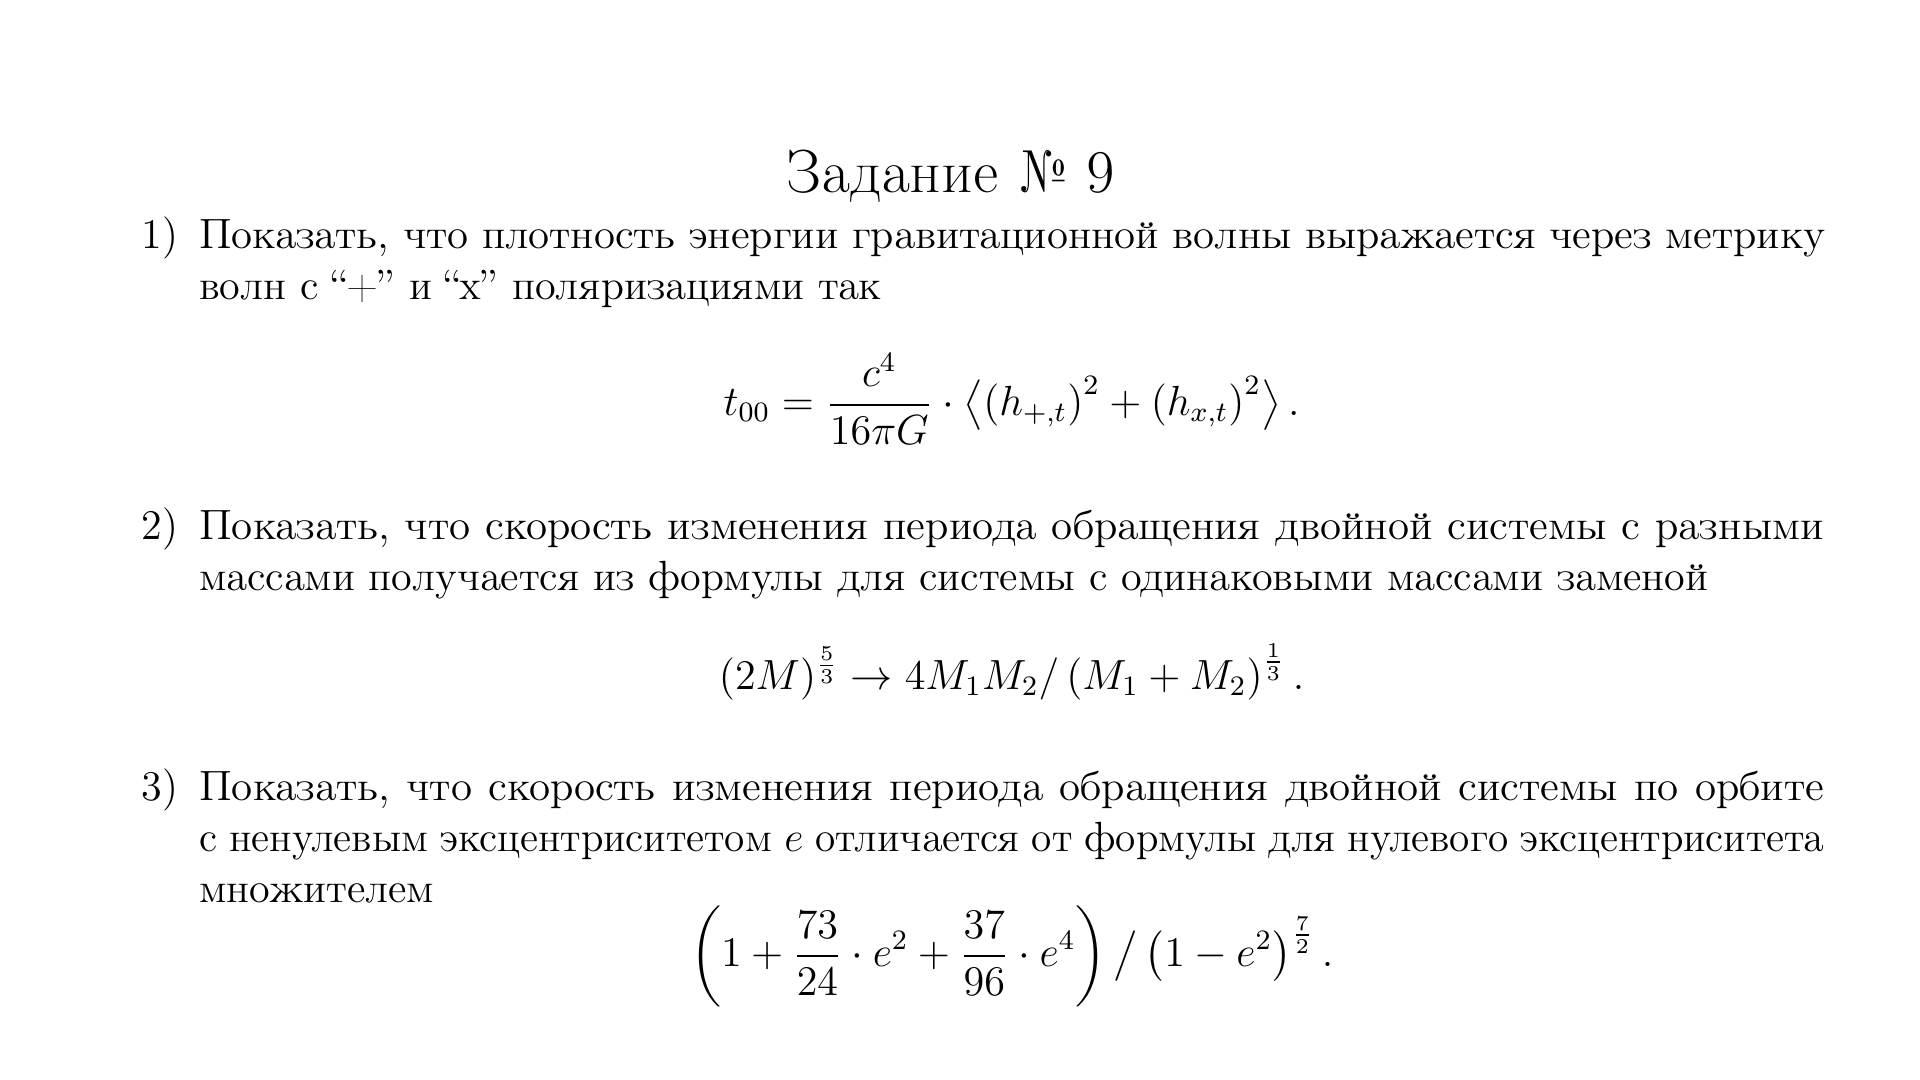 Задание № 9
1) Показать, что плотность энергии гравитационной волны выражается через метрику
волн с “+” и “x” поляризациями так
$t_{00} = \frac{c^4}{16\pi G} \cdot \left\langle (h_{+,t})^2 + (h_{x,t})^2 \right\rangle .$
2) Показать, что скорость изменения периода обращения двойной системы с разными
массами получается из формулы для системы с одинаковыми массами заменой
$(2M)^{\frac{5}{3}} \to 4M_1M_2 / (M_1 + M_2)^{\frac{1}{3}} .$
3) Показать, что скорость изменения периода обращения двойной системы по орбите
с ненулевым эксцентриситетом $e$ отличается от формулы для нулевого эксцентриситета
множителем
$\left( 1 + \frac{73}{24} \cdot e^2 + \frac{37}{96} \cdot e^4 \right) / \left( 1 - e^2 \right)^{\frac{7}{2}} .$